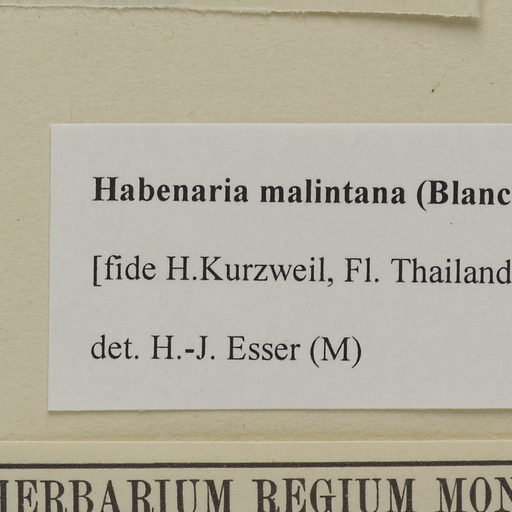 Habenaria malintana (Blanc
[fide H.Kurzweil, Fl. Thailand
det. H.-J. Esser (M)
HERBARIUM REGIUM MON